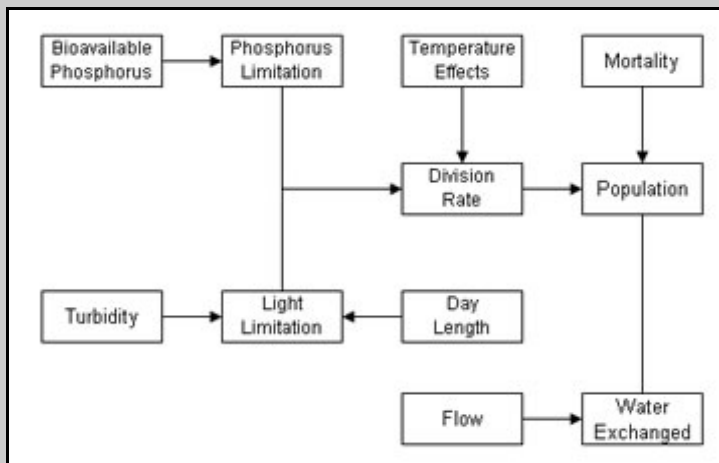 Bioavailable
Phosphorus
Phosphorus
Limitation
Temperature
Effects
Mortality
Division
Rate
Population
Turbidity
Light
Limitation
Day
Length
Flow
Water
Exchanged